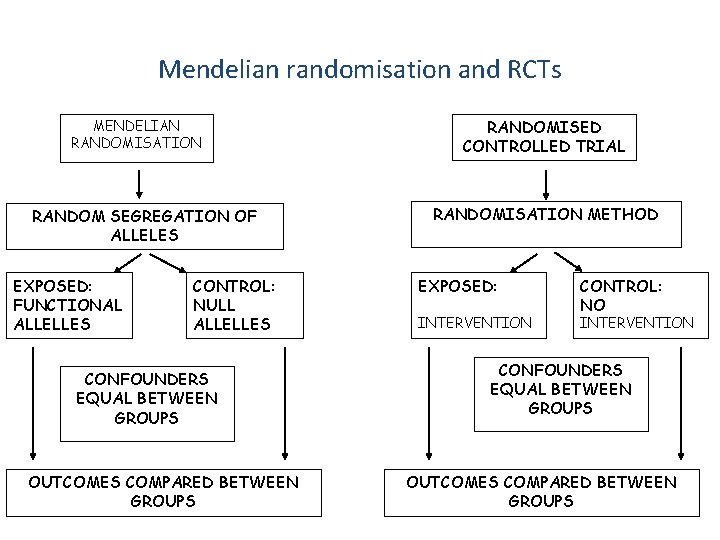 Mendelian randomisation and RCTs
MENDELIAN
RANDOMISATION
RANDOM SEGREGATION OF
ALLELES
EXPOSED:
FUNCTIONAL
ALLELLES
CONTROL:
NULL
ALLELLES
CONFOUNDERS
EQUAL BETWEEN
GROUPS
OUTCOMES COMPARED BETWEEN
GROUPS
RANDOMISED
CONTROLLED TRIAL
RANDOMISATION METHOD
EXPOSED:
INTERVENTION
CONTROL:
NO
INTERVENTION
CONFOUNDERS
EQUAL BETWEEN
GROUPS
OUTCOMES COMPARED BETWEEN
GROUPS